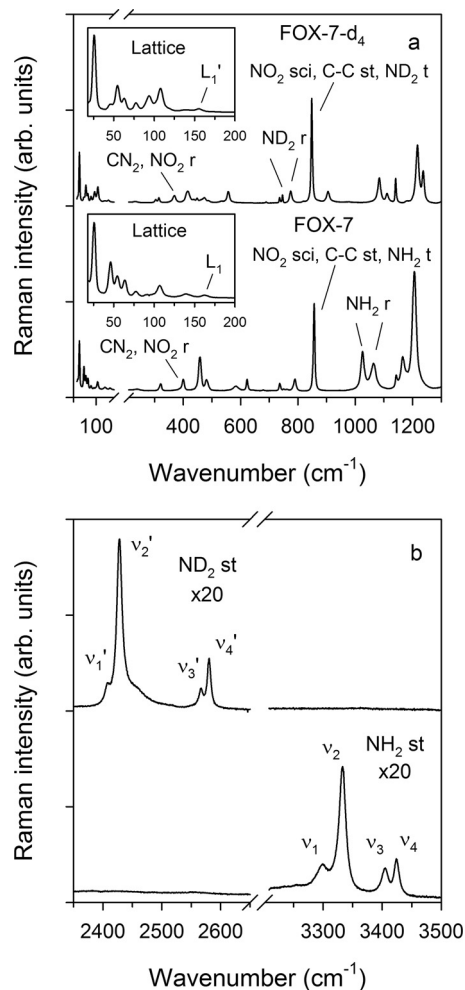 FOX-7-d4
a
Lattice
L1'
NO2 sci, C-C st, ND2 t
ND2 r
CN2, NO2 r
50 100 150 200
FOX-7
Lattice
L1
NO2 sci, C-C st, NH2 t
NH2 r
CN2, NO2 r
50 100 150 200
Raman intensity (arb. units)
100 400 600 800 1000 1200
Wavenumber (cm-1)
b
ν2'
ND2 st
x20
ν1'
ν3'
ν4'
ν2
NH2 st
x20
ν1
ν3
ν4
Raman intensity (arb. units)
2400 2500 2600 3300 3400 3500
Wavenumber (cm-1)